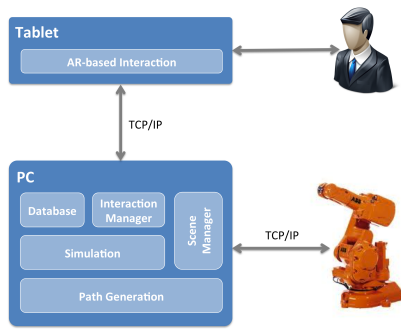 Tablet
AR-based Interaction
TCP/IP
PC
Database
Interaction
Manager
Scene
Manager
Simulation
Path Generation
TCP/IP
ABB